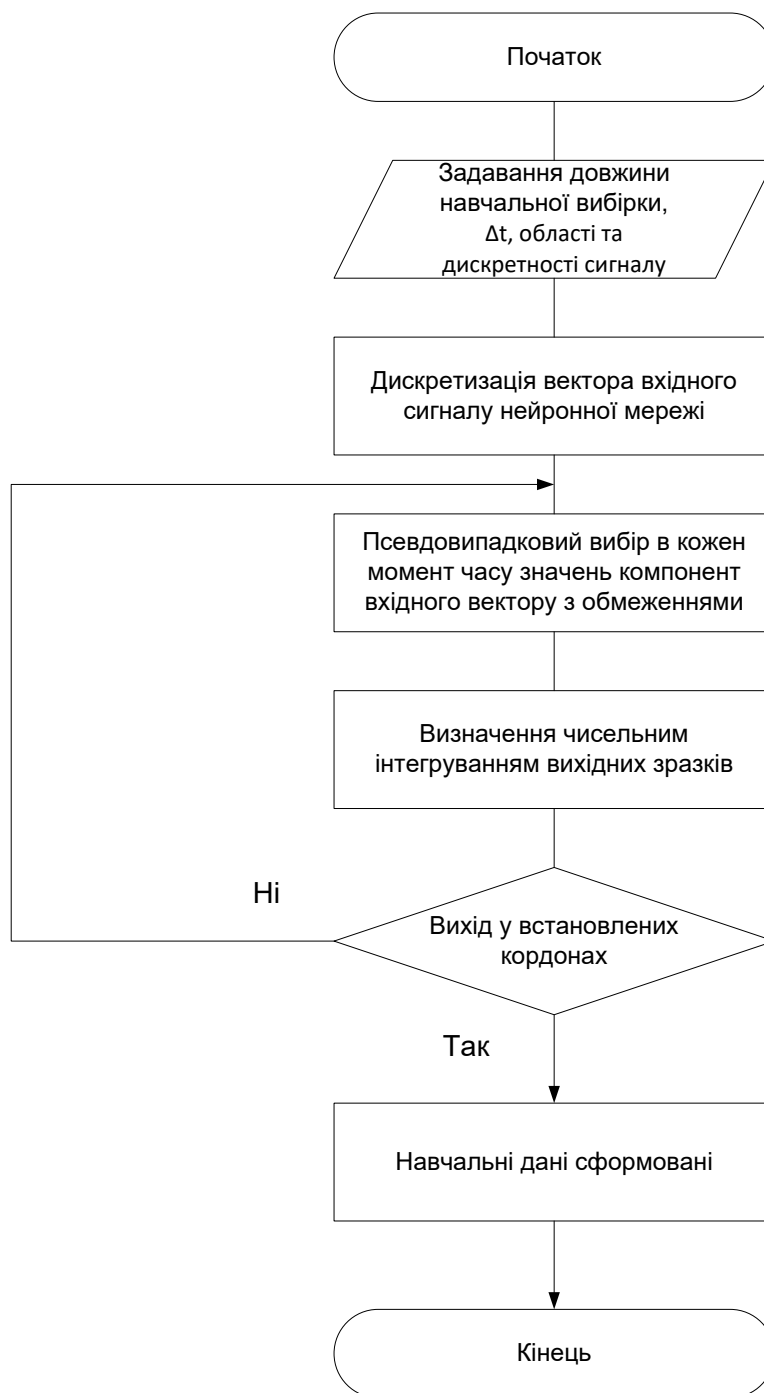 Початок
Задавання довжини
навчальної вибірки,
Δt, області та
дискретності сигналу
Дискретизація вектора вхідного
сигналу нейронної мережі
Псевдовипадковий вибір в кожен
момент часу значень компонент
вхідного вектору з обмеженнями
Визначення чисельним
інтегруванням вихідних зразків
Ні
Вихід у встановлених
кордонах
Так
Навчальні дані сформовані
Кінець